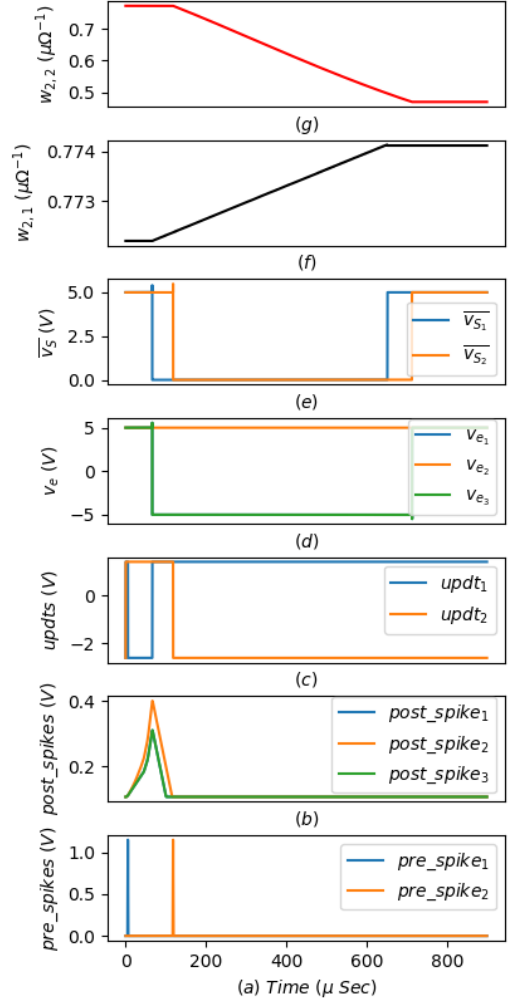 w2,2 (μΩ−1)
0.7
0.6
0.5
(g)
w2,1 (μΩ−1)
0.774
0.773
(f)
v̅S̅ (V)
5.0
2.5
0.0
v̅S̅1
v̅S̅2
(e)
ve (V)
5
0
−5
ve1
ve2
ve3
(d)
updts (V)
0
−2
updt1
updt2
(c)
post_spikes (V)
0.4
0.2
post_spike1
post_spike2
post_spike3
(b)
pre_spikes (V)
1.0
0.5
0.0
pre_spike1
pre_spike2
0 200 400 600 800
(a) Time (μ Sec)